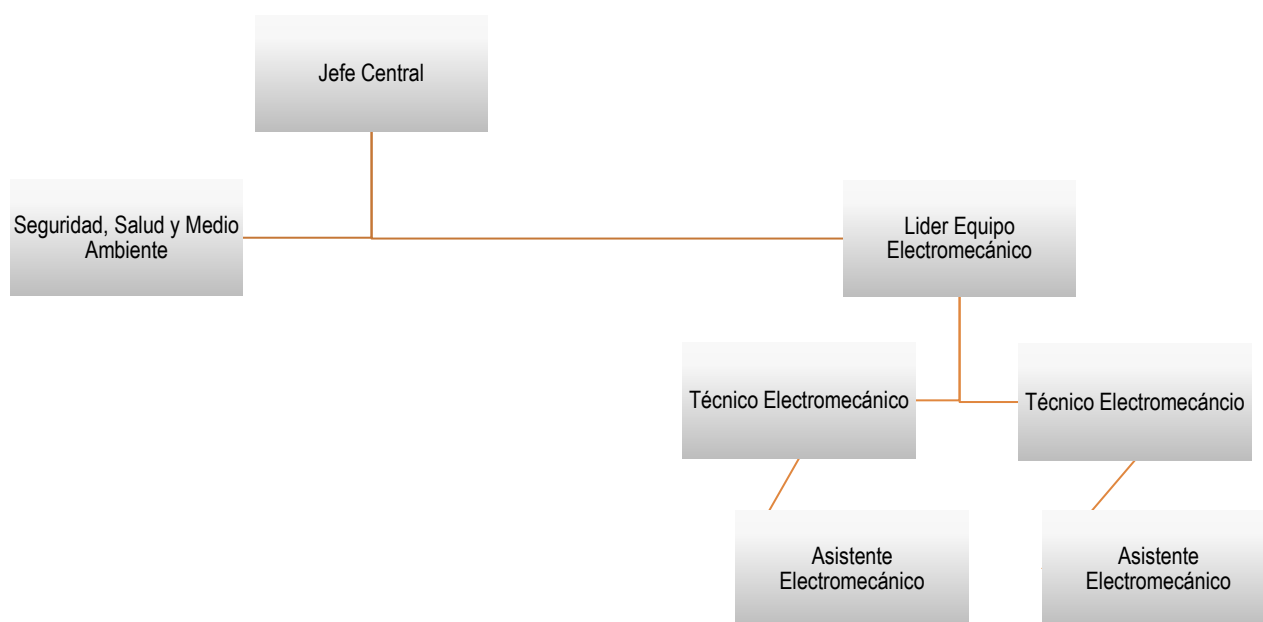 Jefe Central
Seguridad, Salud y Medio
Ambiente
Lider Equipo
Electromecánico
Técnico Electromecánico
Técnico Electromecáncio
Asistente
Electromecánico
Asistente
Electromecánico